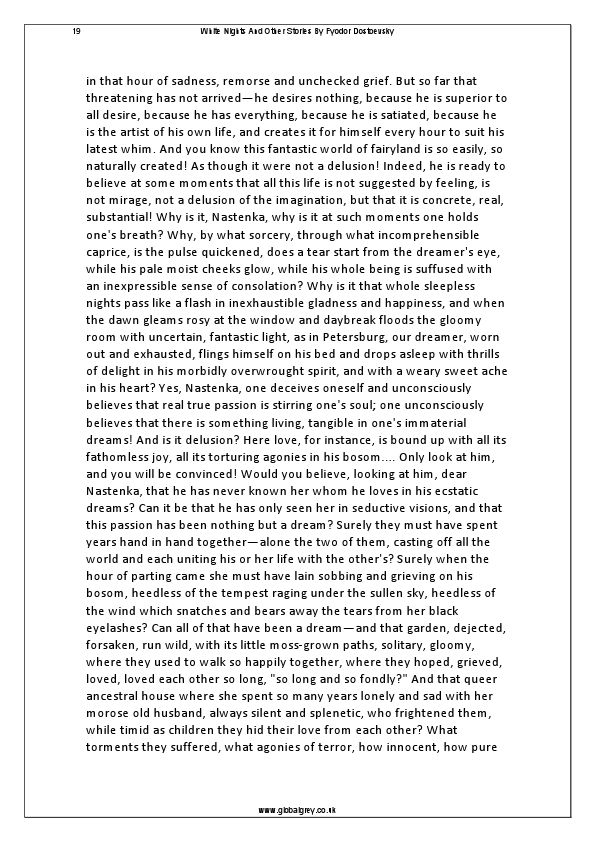 19 White Nights And Other Stories By Fyodor Dostoevsky
in that hour of sadness, remorse and unchecked grief. But so far that
threatening has not arrived—he desires nothing, because he is superior to
all desire, because he has everything, because he is satiated, because he
is the artist of his own life, and creates it for himself every hour to suit his
latest whim. And you know this fantastic world of fairyland is so easily, so
naturally created! As though it were not a delusion! Indeed, he is ready to
believe at some moments that all this life is not suggested by feeling, is
not mirage, not a delusion of the imagination, but that it is concrete, real,
substantial! Why is it, Nastenka, why is it at such moments one holds
one's breath? Why, by what sorcery, through what incomprehensible
caprice, is the pulse quickened, does a tear start from the dreamer's eye,
while his pale moist cheeks glow, while his whole being is suffused with
an inexpressible sense of consolation? Why is it that whole sleepless
nights pass like a flash in inexhaustible gladness and happiness, and when
the dawn gleams rosy at the window and daybreak floods the gloomy
room with uncertain, fantastic light, as in Petersburg, our dreamer, worn
out and exhausted, flings himself on his bed and drops asleep with thrills
of delight in his morbidly overwrought spirit, and with a weary sweet ache
in his heart? Yes, Nastenka, one deceives oneself and unconsciously
believes that real true passion is stirring one's soul; one unconsciously
believes that there is something living, tangible in one's immaterial
dreams! And is it delusion? Here love, for instance, is bound up with all its
fathomless joy, all its torturing agonies in his bosom.... Only look at him,
and you will be convinced! Would you believe, looking at him, dear
Nastenka, that he has never known her whom he loves in his ecstatic
dreams? Can it be that he has only seen her in seductive visions, and that
this passion has been nothing but a dream? Surely they must have spent
years hand in hand together—alone the two of them, casting off all the
world and each uniting his or her life with the other's? Surely when the
hour of parting came she must have lain sobbing and grieving on his
bosom, heedless of the tempest raging under the sullen sky, heedless of
the wind which snatches and bears away the tears from her black
eyelashes? Can all of that have been a dream—and that garden, dejected,
forsaken, run wild, with its little moss-grown paths, solitary, gloomy,
where they used to walk so happily together, where they hoped, grieved,
loved, loved each other so long, "so long and so fondly?" And that queer
ancestral house where she spent so many years lonely and sad with her
morose old husband, always silent and splenetic, who frightened them,
while timid as children they hid their love from each other? What
torments they suffered, what agonies of terror, how innocent, how pure
www.globalgrey.co.uk